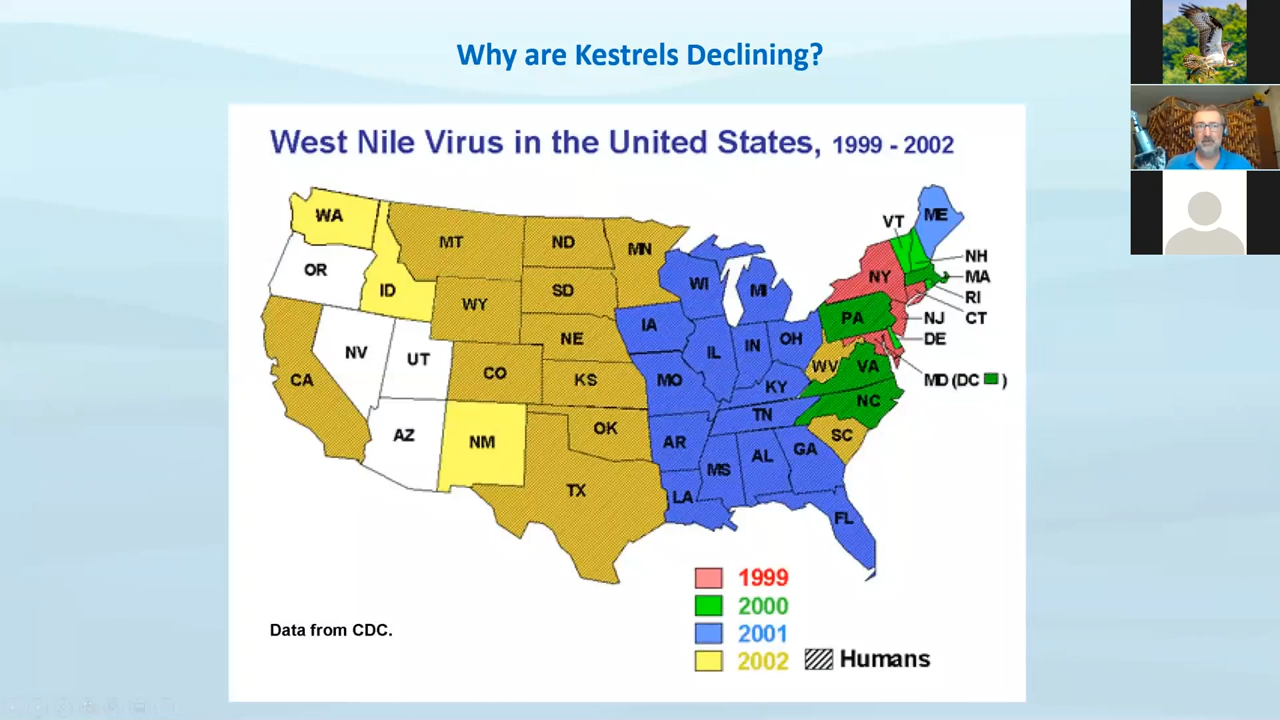 Why are Kestrels Declining?
West Nile Virus in the United States, 1999 - 2002
WA
MT
ND
MN
OR
ID
WY
SD
WI
MI
NY
VT
ME
NH
MA
RI
CT
NJ
DE
MD (DC )
PA
NV
UT
CO
NE
IA
IL
IN
OH
WV
VA
CA
KS
MO
KY
NC
AZ
NM
OK
AR
TN
SC
TX
LA
MS
AL
GA
FL
1999
2000
2001
2002
Humans
Data from CDC.